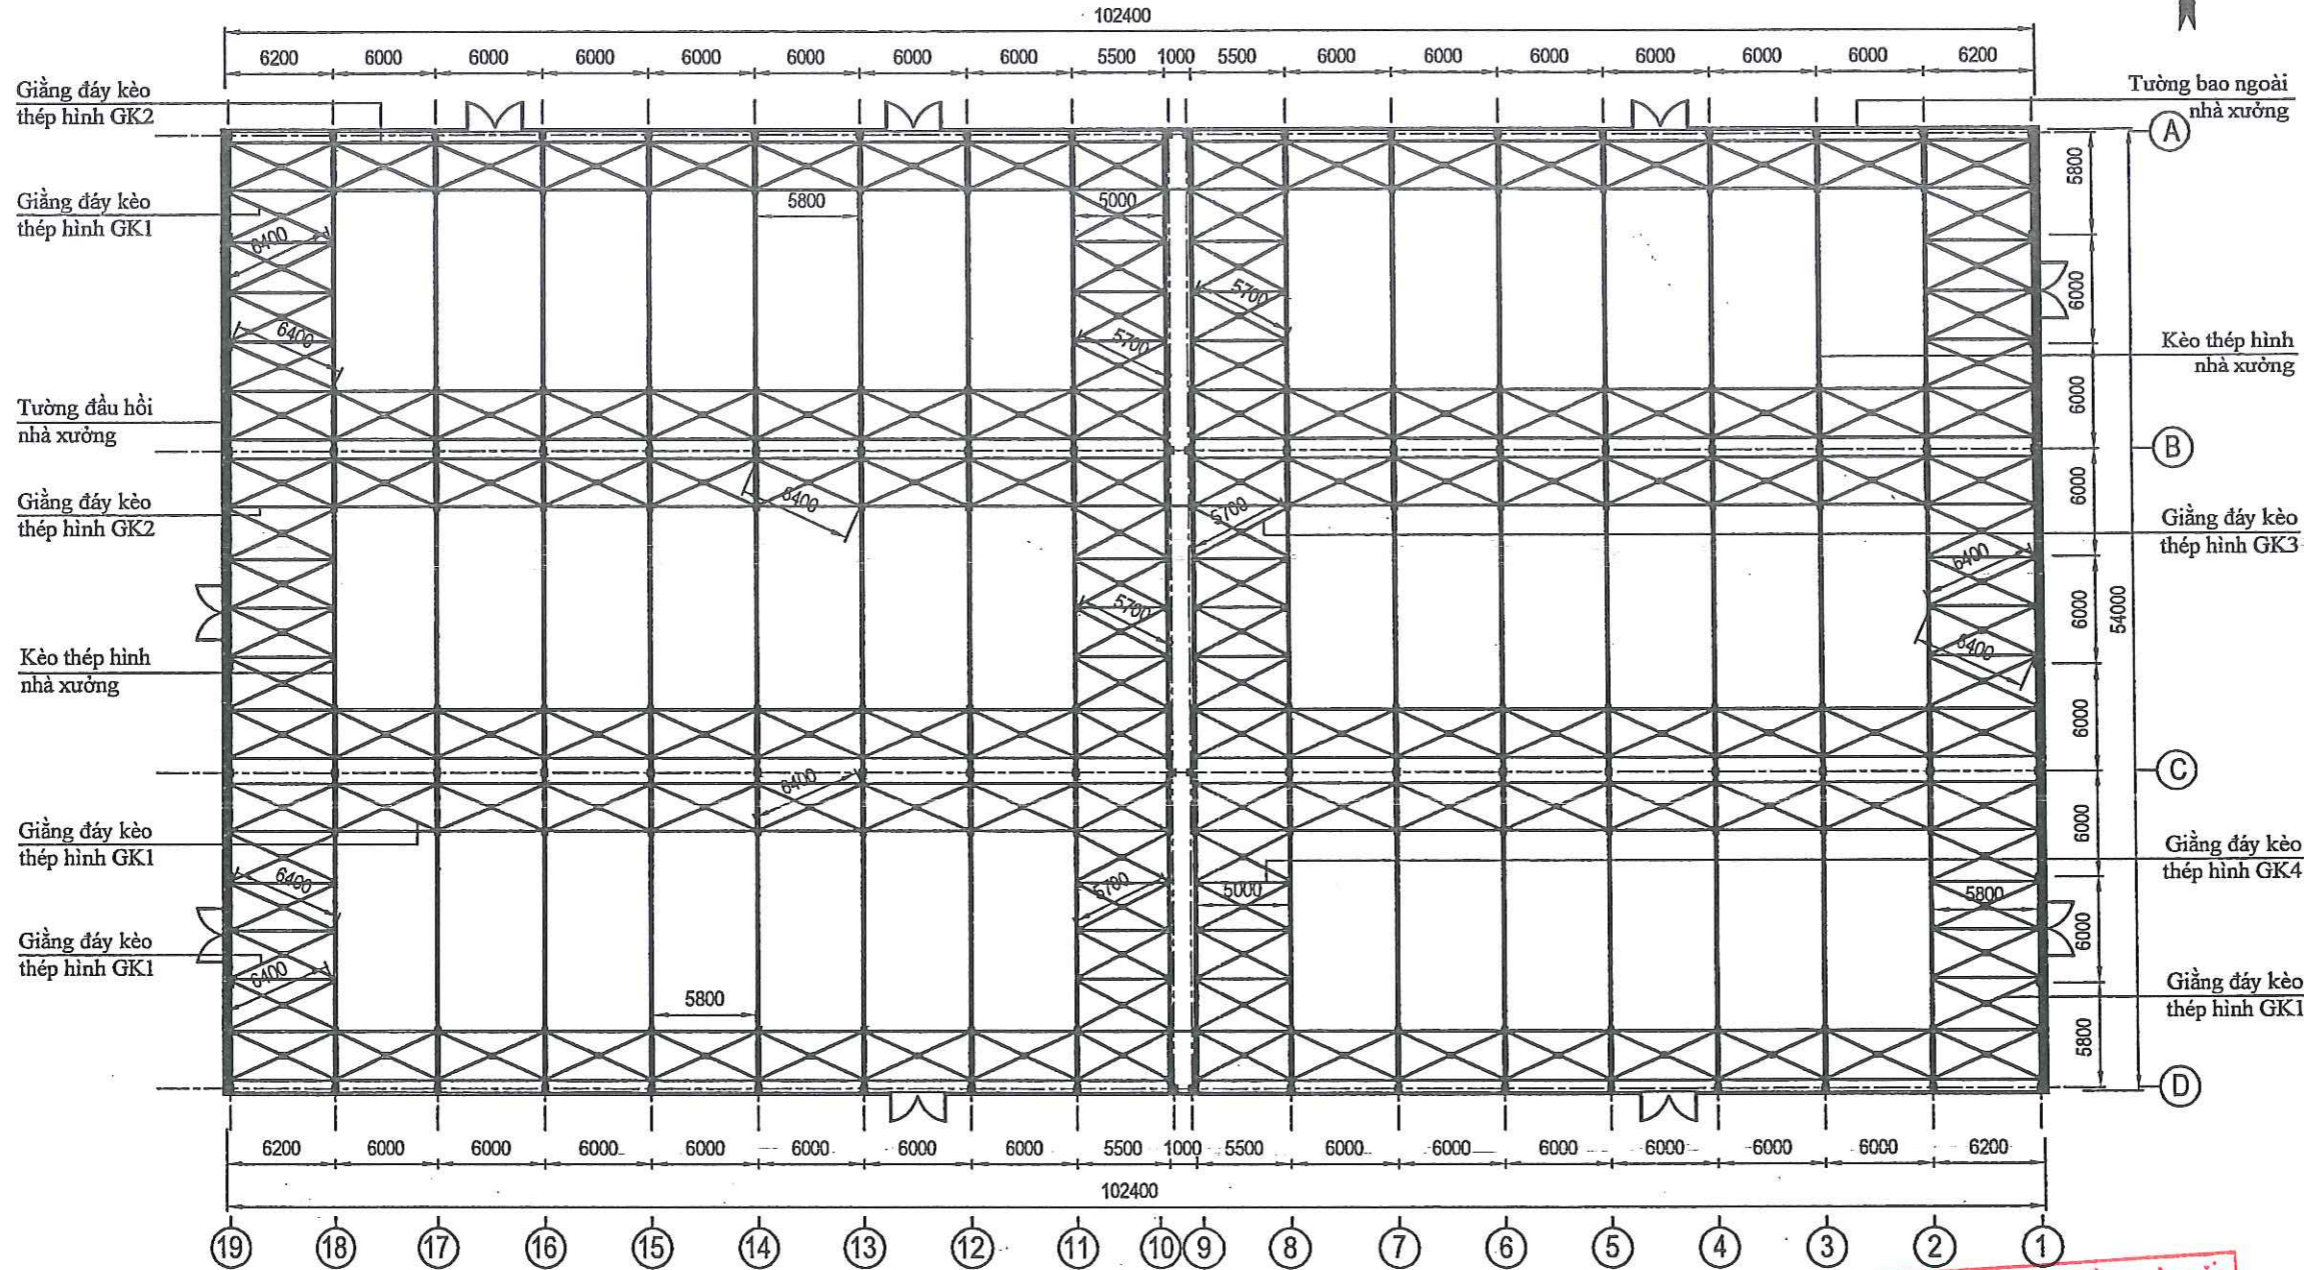 102400
6200 6000 6000 6000 6000 6000 6000 6000 5500 1000 5500 6000 6000 6000 6000 6000 6000 6200
Giằng đáy kèo
thép hình GK2
Tường bao ngoài
nhà xưởng
A
5800
Giằng đáy kèo
thép hình GK1
5800
5000
6400
6000
5700
6400
5700
Kèo thép hình
nhà xưởng
6000
Tường đầu hồi
nhà xưởng
B
Giằng đáy kèo
thép hình GK2
6400
5700
6000
Giằng đáy kèo
thép hình GK3
6400
5700
6000
54000
6400
Kèo thép hình
nhà xưởng
6000
C
6400
Giằng đáy kèo
thép hình GK1
6000
Giằng đáy kèo
thép hình GK4
6400
5700
5000
5800
6000
Giằng đáy kèo
thép hình GK1
6400
5800
Giằng đáy kèo
thép hình GK1
5800
D
6200 6000 6000 6000 6000 6000 6000 6000 5500 1000 5500 6000 6000 6000 6000 6000 6000 6200
102400
19 18 17 16 15 14 13 12 11 10 9 8 7 6 5 4 3 2 1